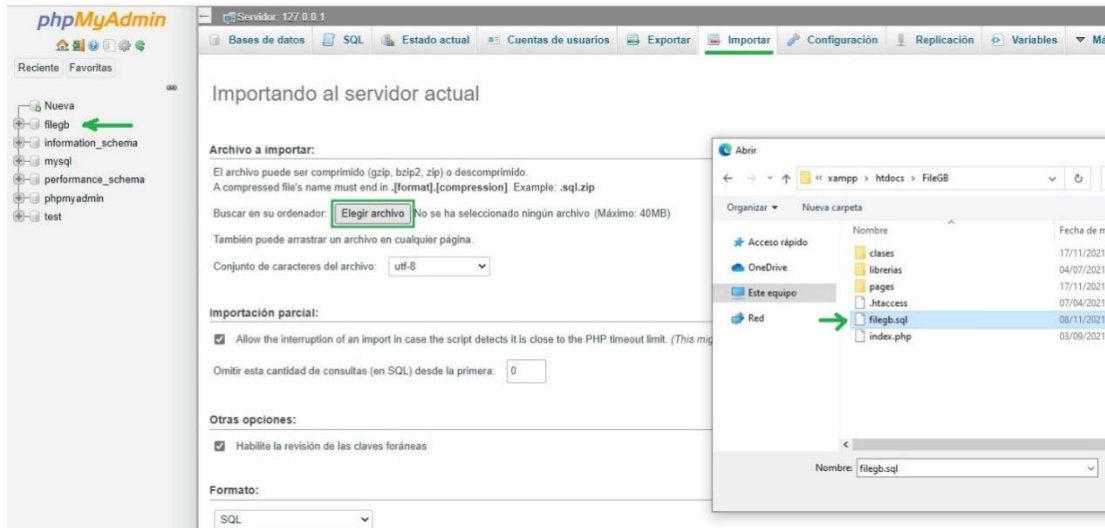 phpMyAdmin
Reciente Favoritas
Nueva
filegb
information_schema
mysql
performance_schema
phpmyadmin
test
Servidor: 127.0.0.1
Bases de datos SQL Estado actual Cuentas de usuarios Exportar Importar Configuración Replicación Variables Má
Importando al servidor actual
Archivo a importar:
El archivo puede ser comprimido (gzip, bzip2, zip) o descomprimido.
A compressed file's name must end in .[format].[compression]. Example: .sql.zip
Buscar en su ordenador: Elegir archivo No se ha seleccionado ningún archivo (Máximo: 40MB)
También puede arrastrar un archivo en cualquier página.
Conjunto de caracteres del archivo: utf-8
Importación parcial:
Allow the interruption of an import in case the script detects it is close to the PHP timeout limit. (This mig
Omitir esta cantidad de consultas (en SQL) desde la primera: 0
Otras opciones:
Habilite la revisión de las claves foráneas
Formato:
SQL
Abrir
« xampp > htdocs > FileGB
Organizar Nueva carpeta
Acceso rápido
OneDrive
Este equipo
Red
Nombre Fecha de m
clases 17/11/2021
librerias 04/07/2021
pages 17/11/2021
.htaccess 07/04/2021
filegb.sql 08/11/2021
index.php 03/09/2021
Nombre: filegb.sql